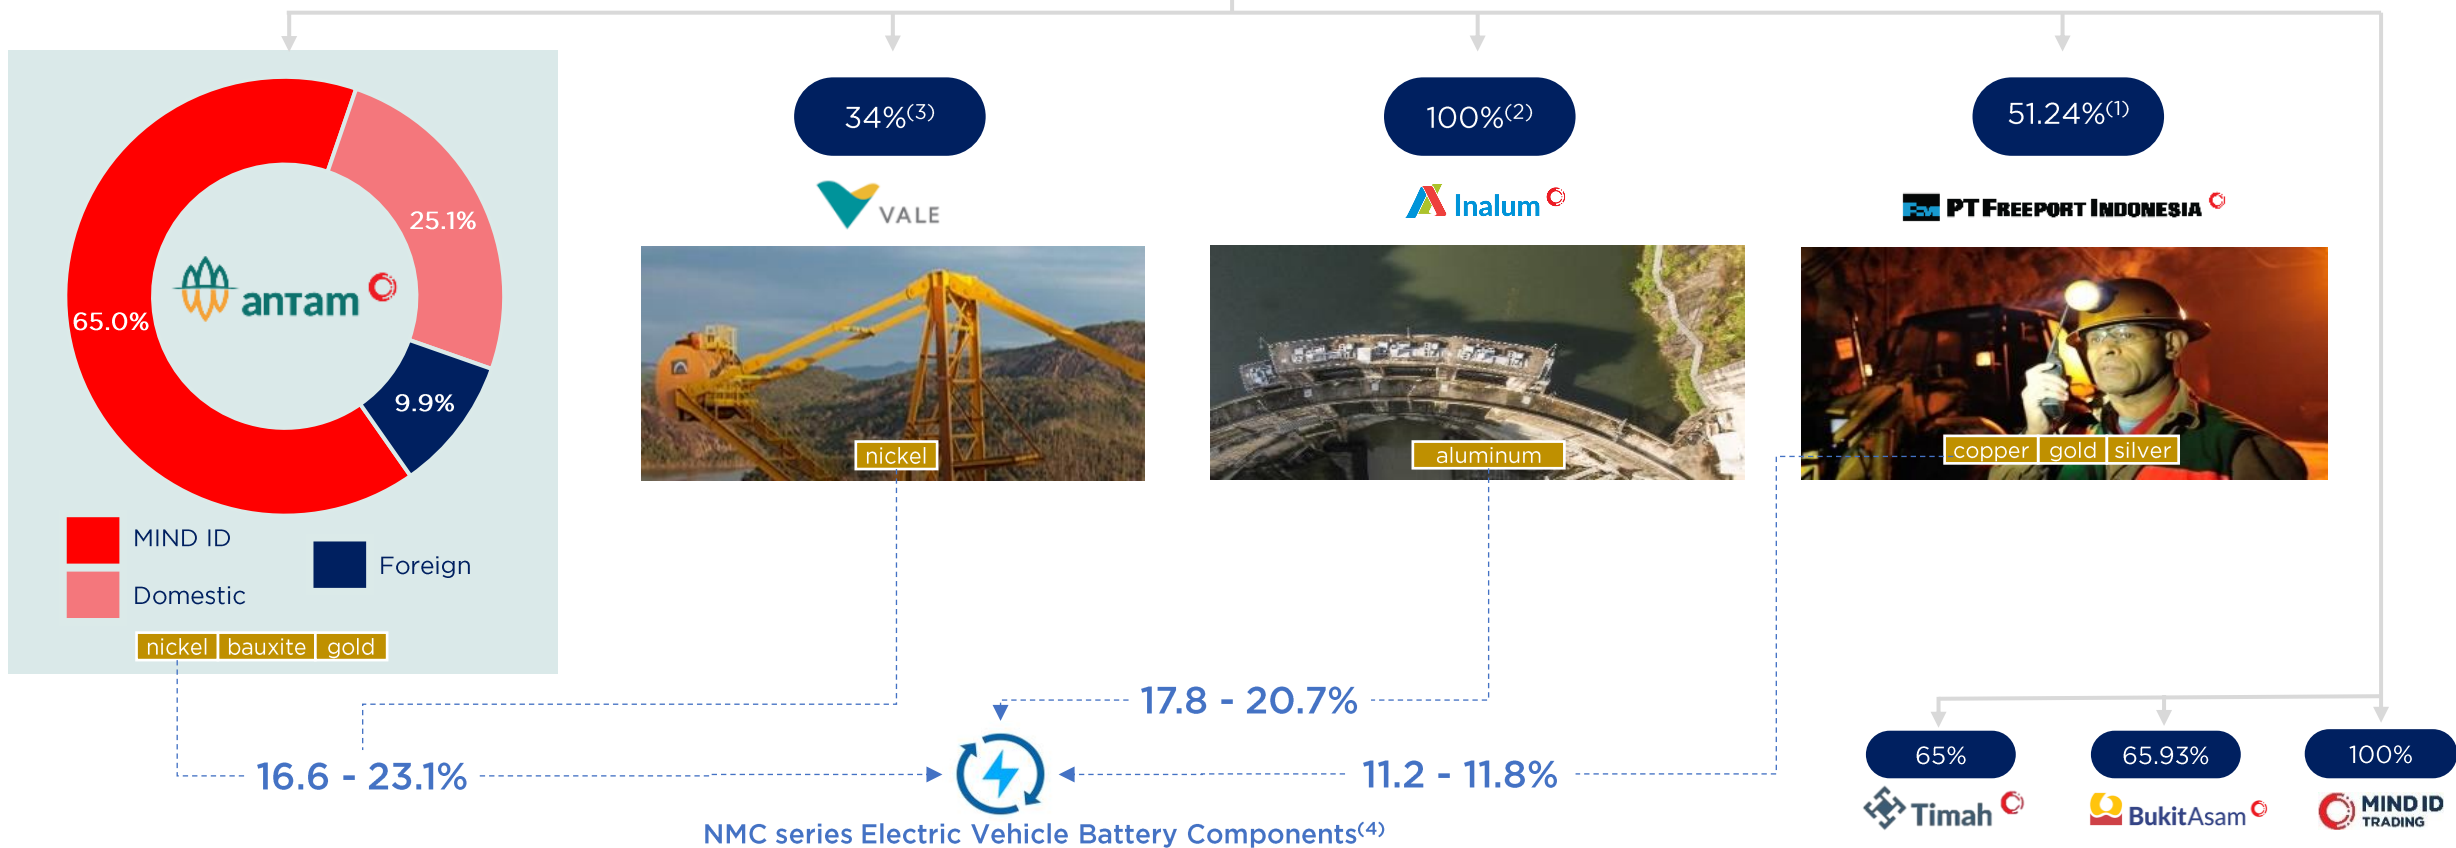 34%(3)
100%(2)
51.24%(1)
VALE
Inalum
FM PT FREEPORT INDONESIA
25.1%
antam
65.0%
9.9%
nickel
aluminum
copper gold silver
MIND ID
Foreign
Domestic
nickel bauxite gold
17.8 - 20.7%
16.6 - 23.1%
11.2 - 11.8%
NMC series Electric Vehicle Battery Components(4)
65%
65.93%
100%
Timah
BukitAsam
MIND ID
TRADING